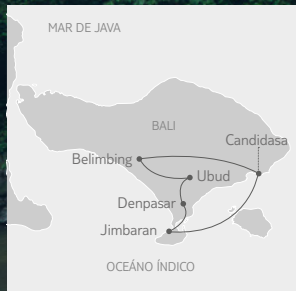 MAR DE JAVA
BALI
Candidasa
Belimbing
Ubud
Denpasar
Jimbaran
OCEÁNO ÍNDICO